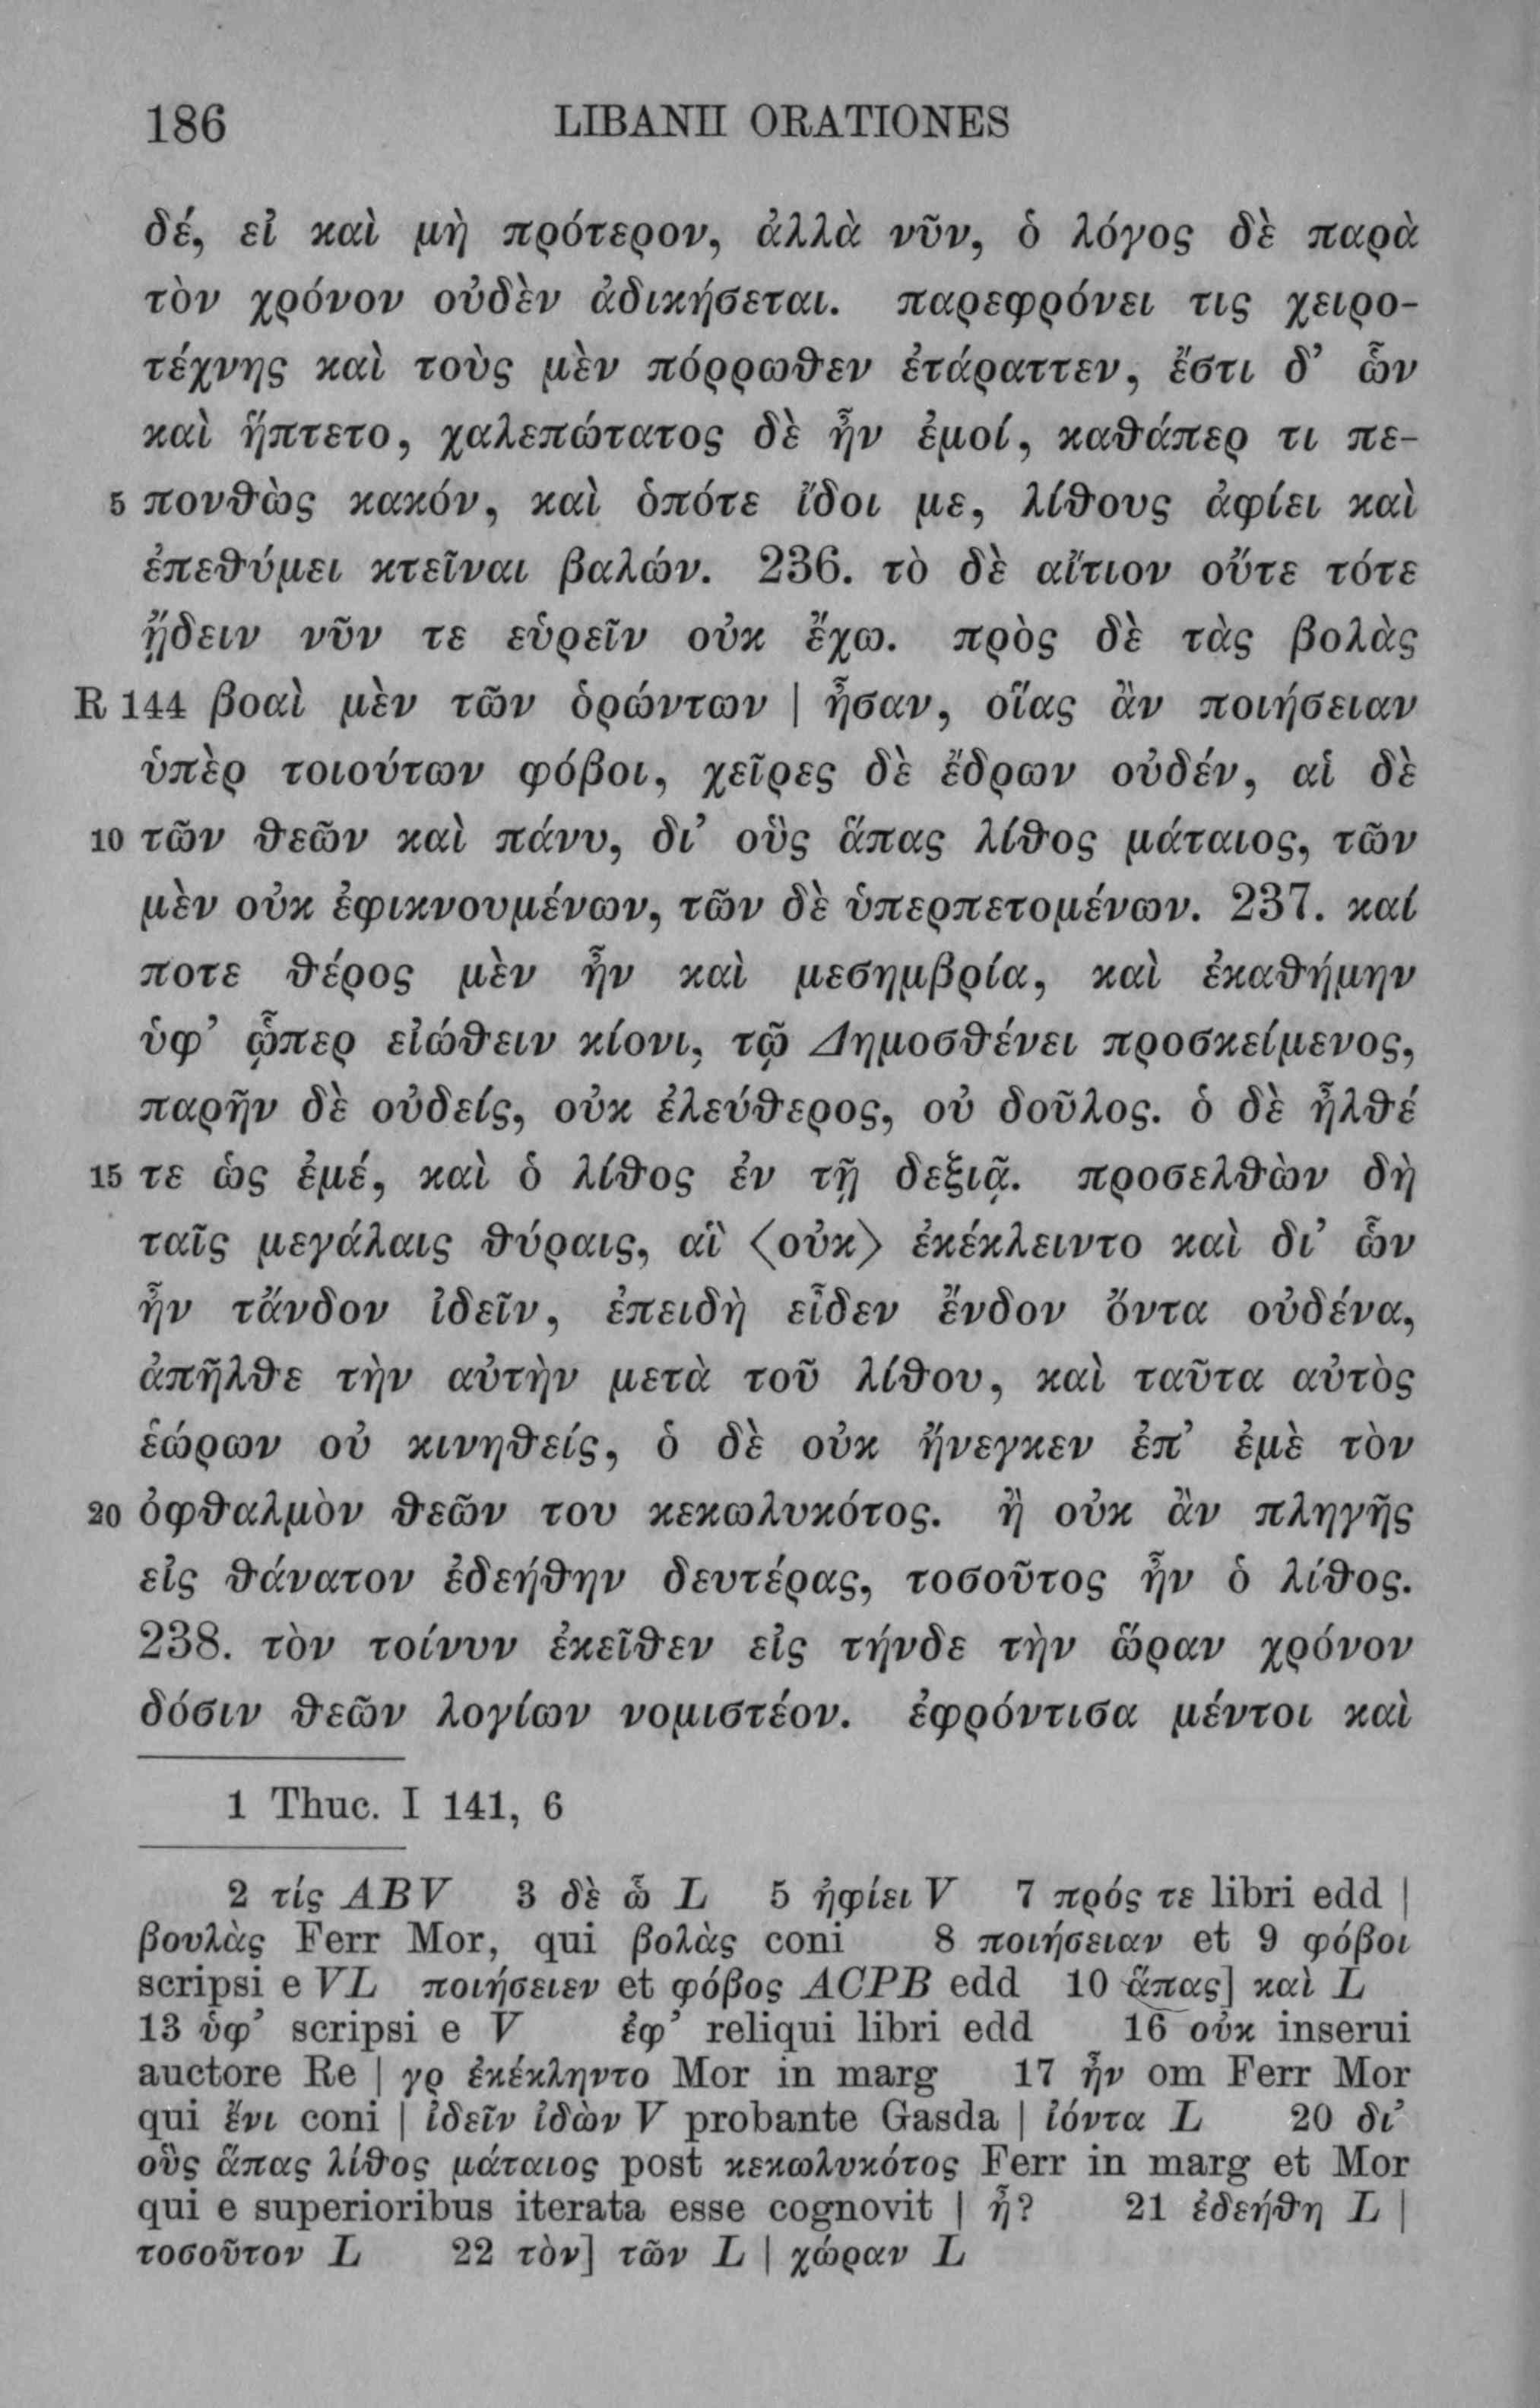 186 LIBANII ORATIONES
δέ, εἰ καὶ μὴ πρότερον, ἀλλὰ νῦν, ὁ λόγος δὲ παρὰ
τὸν χρόνον οὐδὲν ἀδικήσεται. παρεφρόνει τις χειρο-
τέχνης καὶ τοὺς μὲν πόρρωθεν ἐτάραττεν, ἔστι δ’ ὧν
καὶ ἥπτετο, χαλεπώτατος δὲ ἦν ἐμοί, καθάπερ τι πε-
5 πονθὼς κακόν, καὶ ὁπότε ἴδοι με, λίθους ἀφίει καὶ
ἐπεθύμει κτεῖναι βαλών. 236. τὸ δὲ αἴτιον οὔτε τότε
ᾔδειν νῦν τε εὑρεῖν οὐκ ἔχω. πρὸς δὲ τὰς βολὰς
R 144 βοαὶ μὲν τῶν ὁρώντων | ἦσαν, οἵας ἂν ποιήσειαν
ὑπὲρ τοιούτων φόβοι, χεῖρες δὲ ἔδρων οὐδέν, αἱ δὲ
10 τῶν θεῶν καὶ πάνυ, δι’ οὓς ἅπας λίθος μάταιος, τῶν
μὲν οὐκ ἐφικνουμένων, τῶν δὲ ὑπερπετομένων. 237. καί
ποτε θέρος μὲν ἦν καὶ μεσημβρία, καὶ ἐκαθήμην
ὑφ’ ᾧπερ εἰώθειν κίονι, τῷ Δημοσθένει προσκείμενος,
παρῆν δὲ οὐδείς, οὐκ ἐλεύθερος, οὐ δοῦλος. ὁ δὲ ἦλθέ
15 τε ὡς ἐμέ, καὶ ὁ λίθος ἐν τῇ δεξιᾷ. προσελθὼν δὴ
ταῖς μεγάλαις θύραις, αἳ ⟨οὐκ⟩ ἐκέκλειντο καὶ δι’ ὧν
ἦν τἄνδον ἰδεῖν, ἐπειδὴ εἶδεν ἔνδον ὄντα οὐδένα,
ἀπῆλθε τὴν αὐτὴν μετὰ τοῦ λίθου, καὶ ταῦτα αὐτὸς
ἑώρων οὐ κινηθείς, ὁ δὲ οὐκ ἤνεγκεν ἐπ’ ἐμὲ τὸν
20 ὀφθαλμὸν θεῶν του κεκωλυκότος. ἢ οὐκ ἂν πληγῆς
εἰς θάνατον ἐδεήθην δευτέρας, τοσοῦτος ἦν ὁ λίθος.
238. τὸν τοίνυν ἐκεῖθεν εἰς τήνδε τὴν ὥραν χρόνον
δόσιν θεῶν λογίων νομιστέον. ἐφρόντισα μέντοι καὶ
1 Thuc. I 141, 6
2 τίς ABV 3 δὲ ὧ L 5 ἠφίει V 7 πρός τε libri edd |
βουλὰς Ferr Mor, qui βολὰς coni 8 ποιήσειαν et 9 φόβοι
scripsi e VL ποιήσειεν et φόβος ACPB edd 10 ἅπας] καὶ L
13 ὑφ’ scripsi e V ἐφ’ reliqui libri edd 16 οὐκ inserui
auctore Re | γρ ἐκέκληντο Mor in marg 17 ἦν om Ferr Mor
qui ἔνι coni | ἰδεῖν ἰδὼν V probante Gasda | ἰόντα L 20 δι’
οὓς ἅπας λίθος μάταιος post κεκωλυκότος Ferr in marg et Mor
qui e superioribus iterata esse cognovit | ἦ? 21 ἐδεήθη L |
τοσοῦτον L 22 τὸν] τῶν L | χώραν L